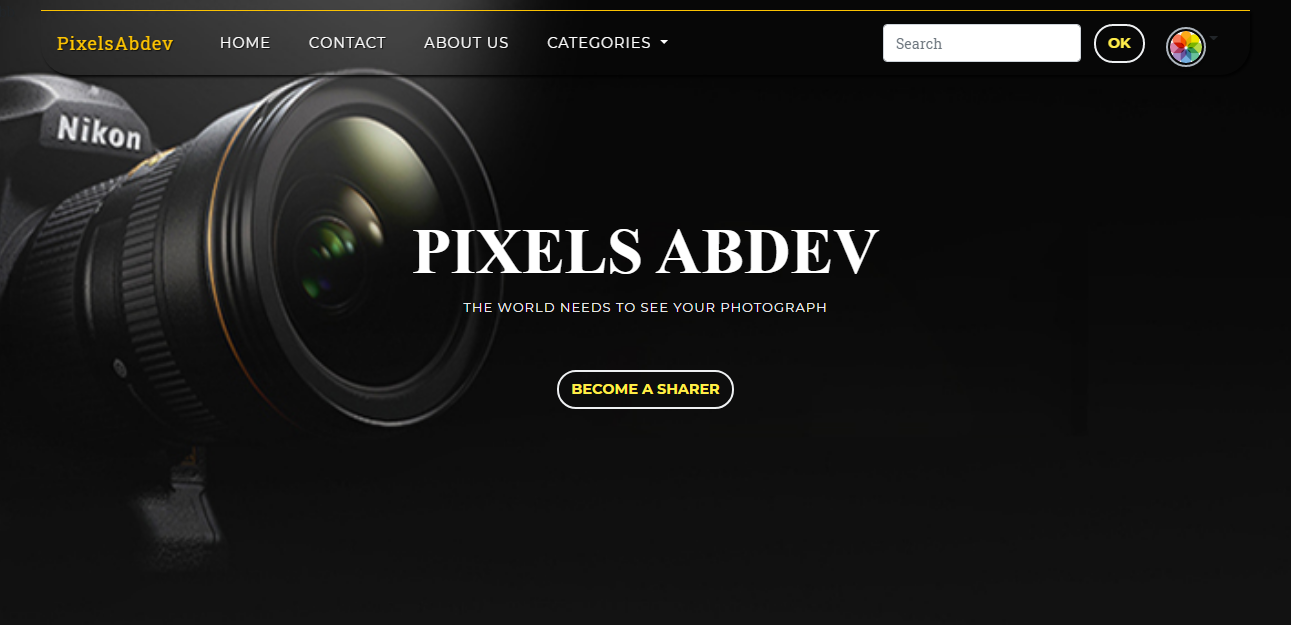 PixelsAbdev HOME CONTACT ABOUT US CATEGORIES Search OK
Nikon
PIXELS ABDEV
THE WORLD NEEDS TO SEE YOUR PHOTOGRAPH
BECOME A SHARER